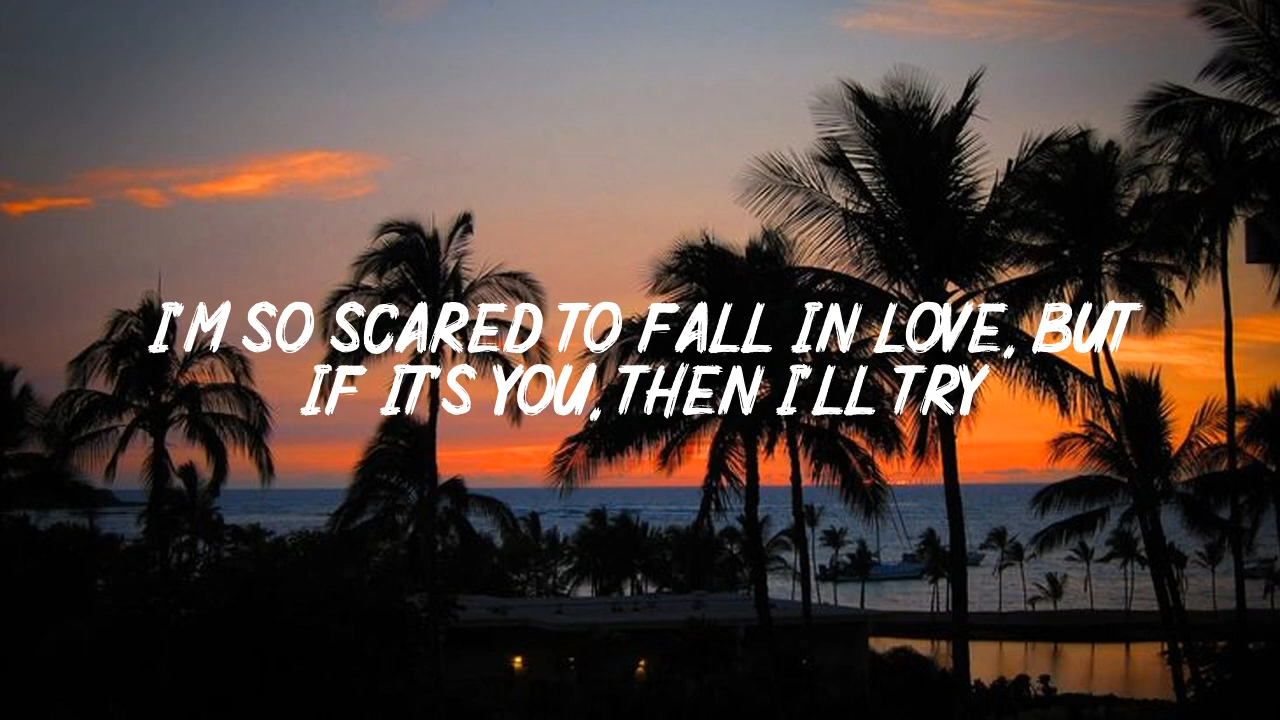 I'M SO SCARED TO FALL IN LOVE, BUT
IF IT'S YOU, THEN I'LL TRY